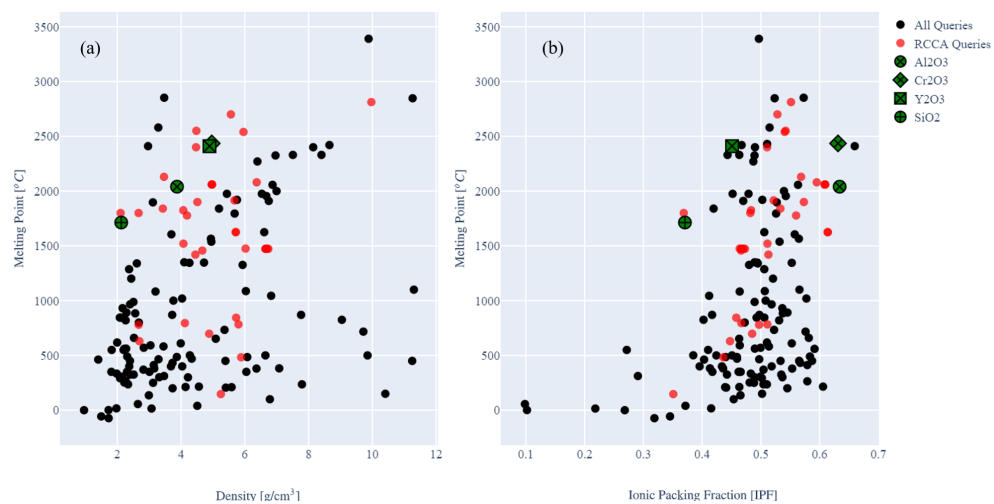 (a)
(b)
3500
3000
2500
2000
1500
1000
500
0
Melting Point [°C]
2
4
6
8
10
12
Density [g/cm³]
3500
3000
2500
2000
1500
1000
500
0
Melting Point [°C]
0.1
0.2
0.3
0.4
0.5
0.6
0.7
Ionic Packing Fraction [IPF]
All Queries
RCCA Queries
Al2O3
Cr2O3
Y2O3
SiO2